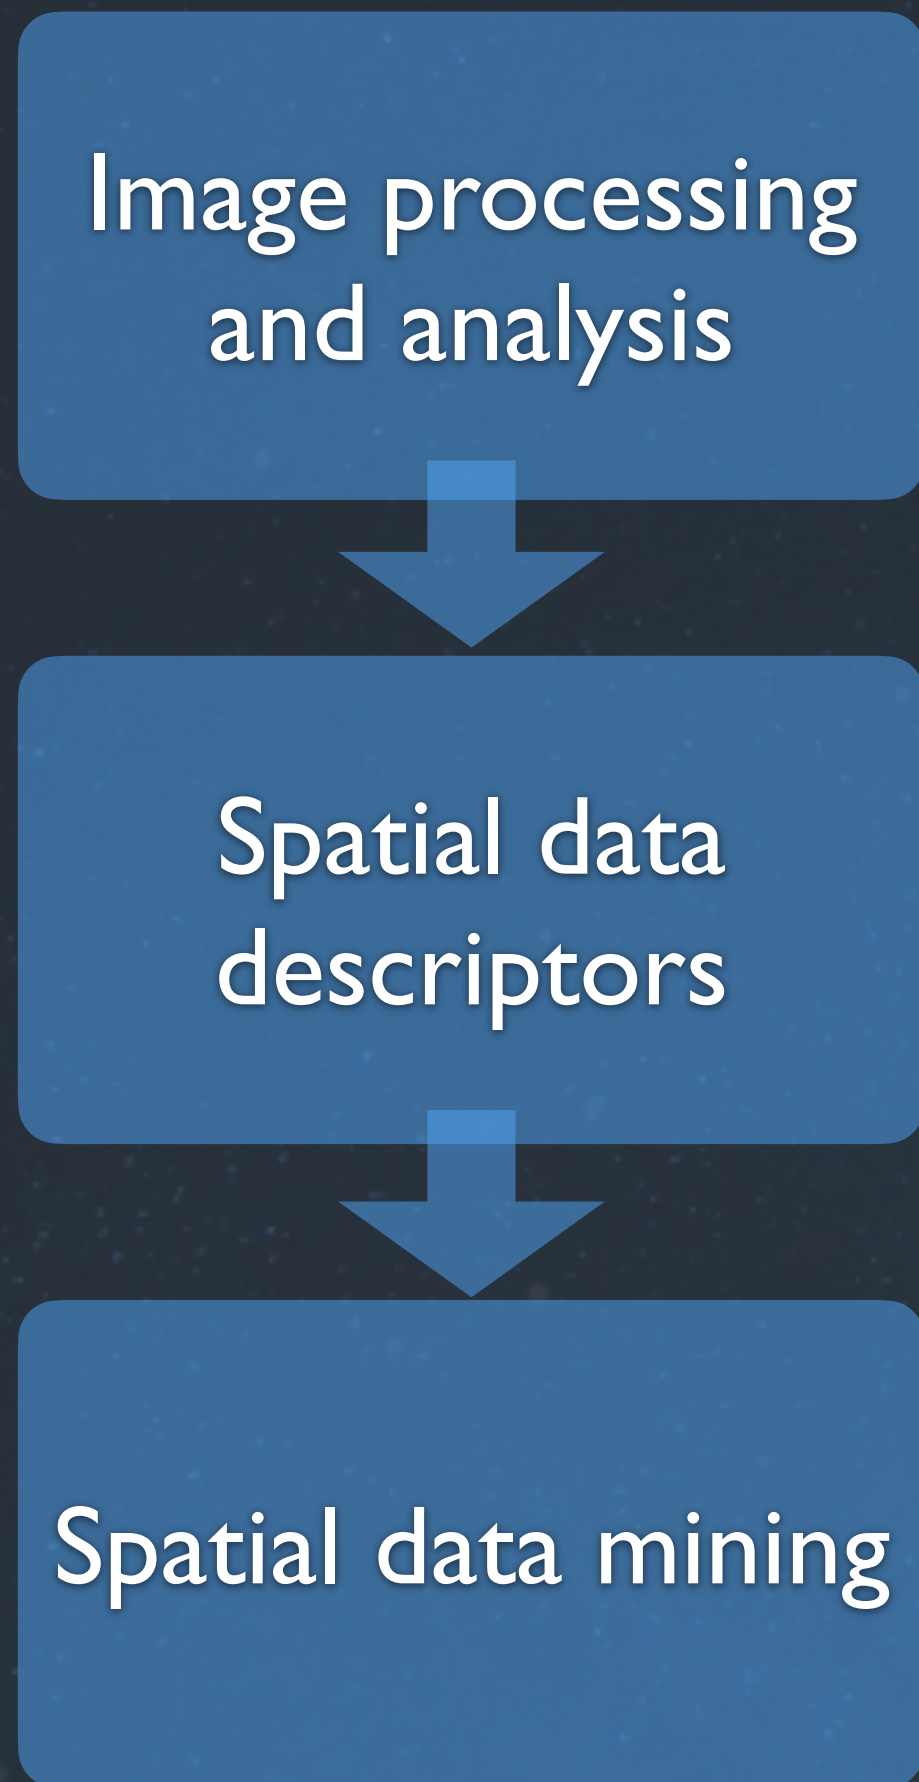 Image processing
and analysis
Spatial data
descriptors
Spatial data mining